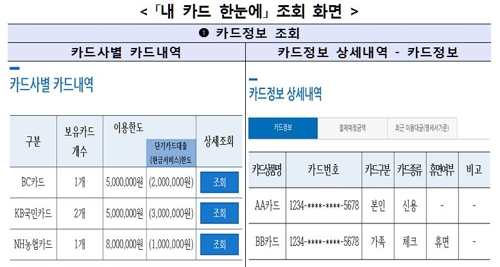 < 「내 카드 한눈에」 조회 화면 >
❶ 카드정보 조회
카드사별 카드내역
카드사별 카드내역
구분 보유카드 개수 이용한도 단기카드대출 (현금서비스)한도 상세조회
BC카드 1개 5,000,000원 (2,000,000원) 조회
KB국민카드 2개 5,000,000원 (3,000,000원) 조회
NH농협카드 1개 8,000,000원 (1,000,000원) 조회
카드정보 상세내역 - 카드정보
카드정보 상세내역
카드정보 결제예정금액 최근 이용대금(명세서기준)
카드상품명 카드번호 카드구분 카드종류 휴면여부 비고
AA카드 1234-****-****-5678 본인 신용 - -
BB카드 1234-****-****-5678 가족 체크 휴면 -